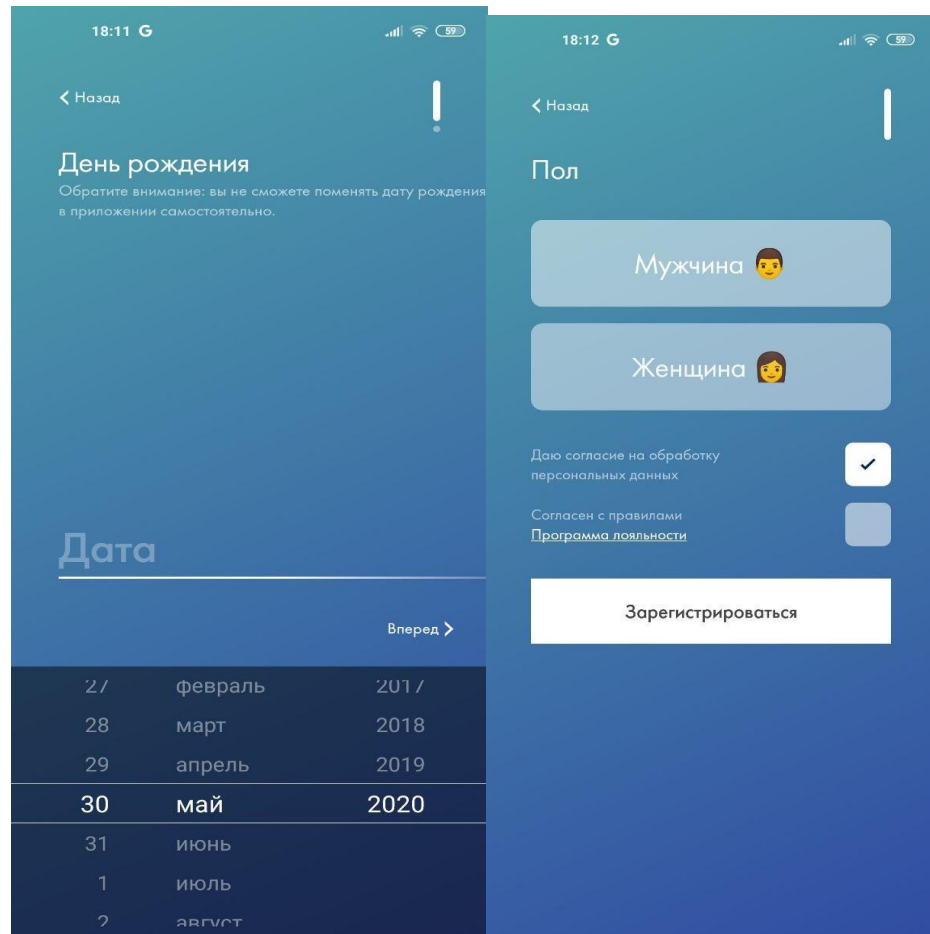 18:11 G
59
Назад
День рождения
Обратите внимание: вы не сможете поменять дату рождения
в приложении самостоятельно.
Дата
Вперед
27 февраль 2017
28 март 2018
29 апрель 2019
30 май 2020
31 июнь
1 июль
2 август
18:12 G
59
Назад
Пол
Мужчина
Женщина
Даю согласие на обработку
персональных данных
Согласен с правилами
Программа лояльности
Зарегистрироваться